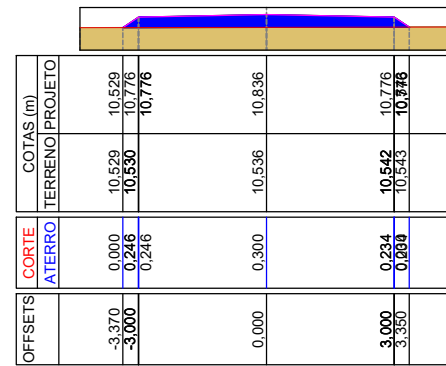 COTAS (m)
PROJETO 10,529 10,776 10,776 10,836 10,776
TERRENO 10,529 10,530 10,536 10,542 10,543
CORTE
ATERRO 0,000 0,246 0,246 0,300 0,234
OFFSETS -3,370 -3,000 0,000 3,000 3,350